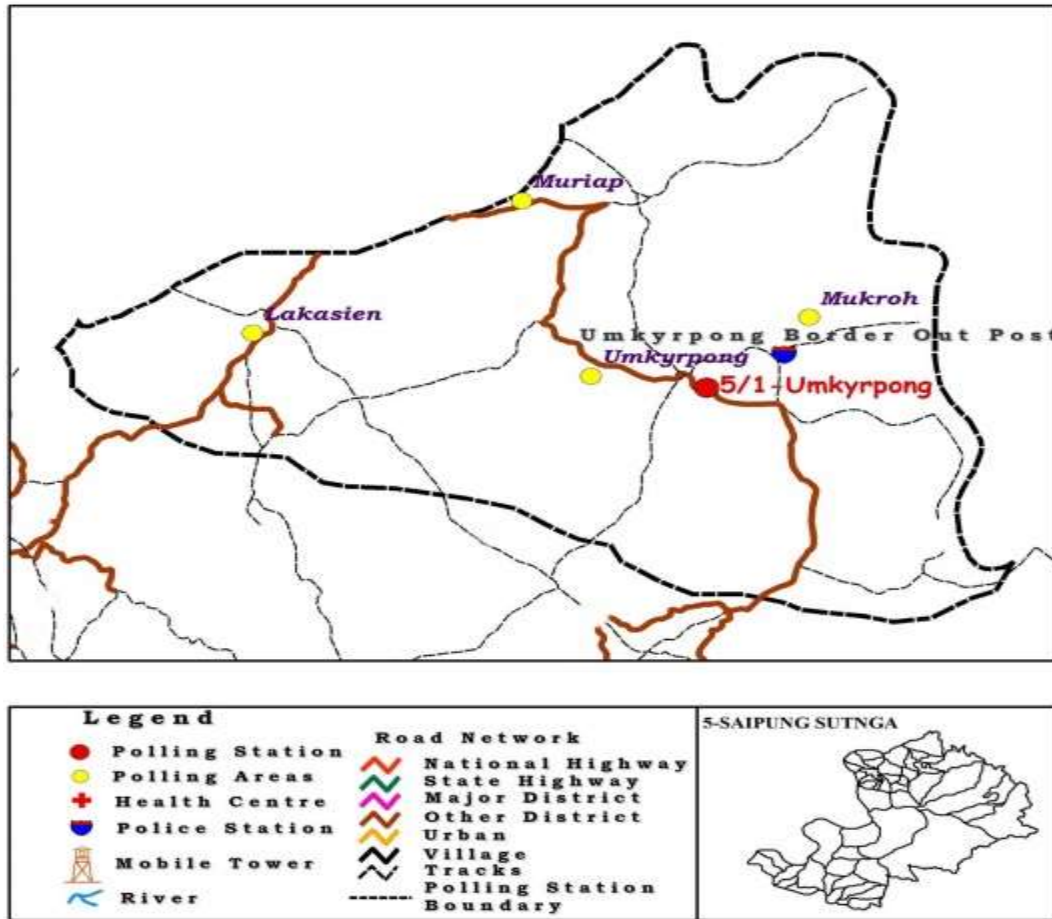 Muriap
Lakasien
Mukroh
Umkyrpong Border Out Post
Umkyrpong
5/1-Umkyrpong
Legend
Polling Station
Polling Areas
Health Centre
Police Station
Mobile Tower
River
Road Network
National Highway
State Highway
Major District
Other District
Urban
Village
Tracks
Polling Station
Boundary
5-SAIPUNG SUTNGA